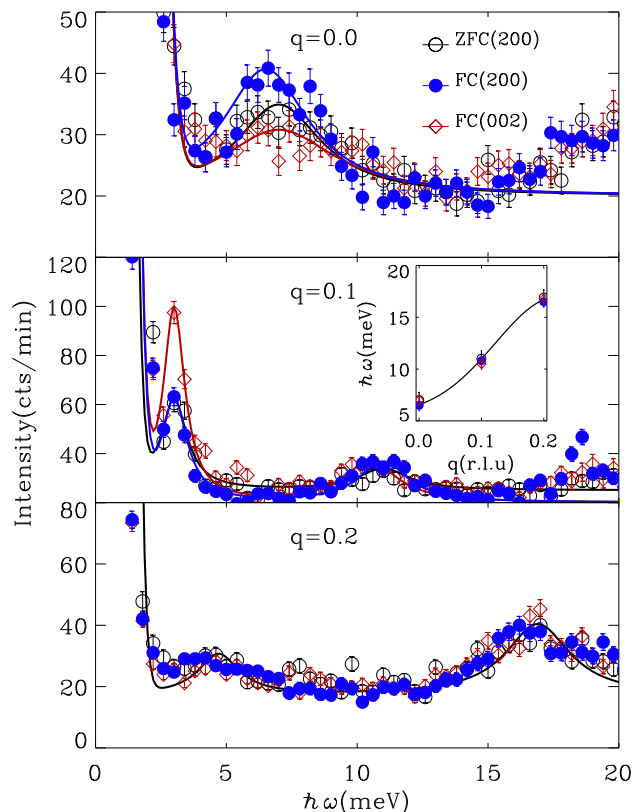 50
40
30
20
q=0.0
ZFC(200)
FC(200)
FC(002)
120
100
80
60
40
q=0.1
20
15
10
5
ħω(meV)
0.0 0.1 0.2
q(r.l.u)
80
60
40
20
0
q=0.2
Intensity(cts/min)
0 5 10 15 20
ħω(meV)